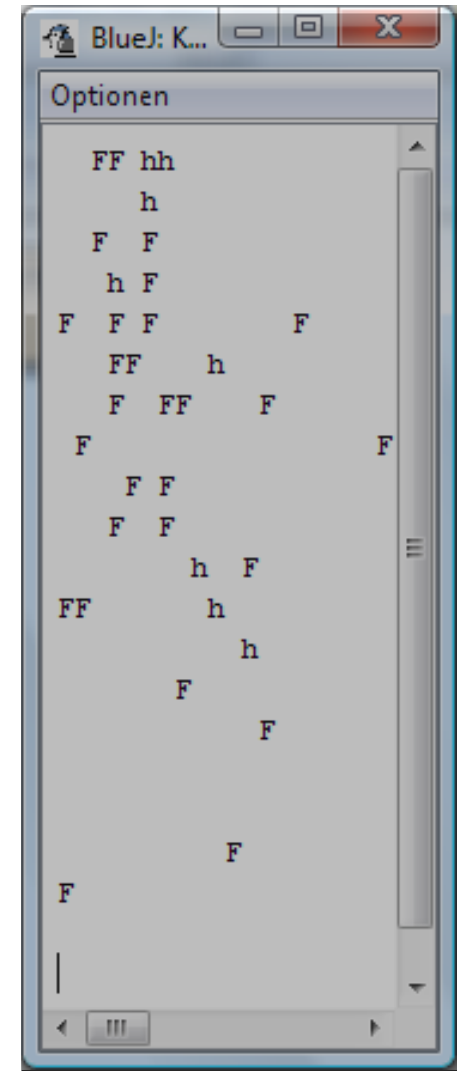 BlueJ: K...
Optionen
  FF hh
     h
  F  F
   h F
F  F F        F
   FF    h
   F  FF    F
 F                 F
    F F
   F  F
        h  F
FF       h
           h
       F
            F


          F
F